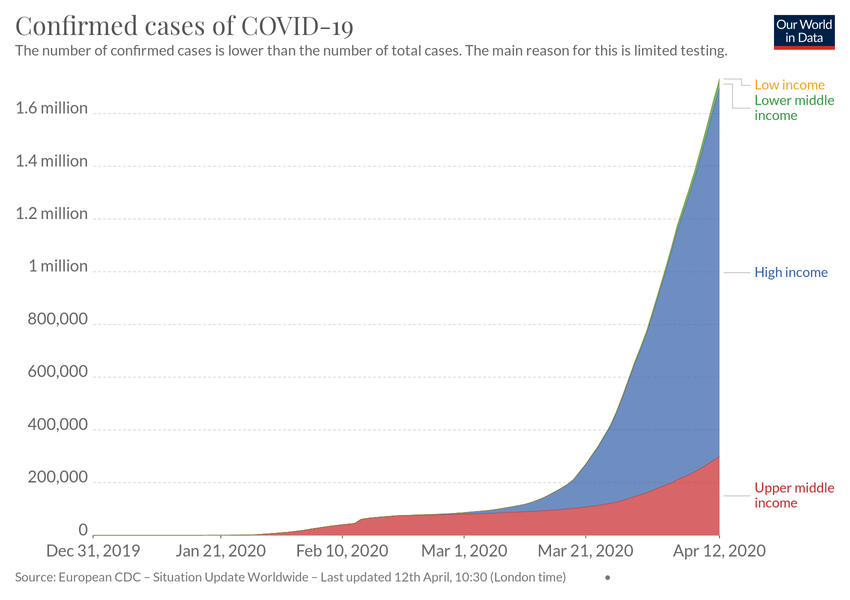 Confirmed cases of COVID-19
The number of confirmed cases is lower than the number of total cases. The main reason for this is limited testing.
Our World
in Data
1.6 million
1.4 million
1.2 million
1 million
800,000
600,000
400,000
200,000
0
Low income
Lower middle
income
High income
Upper middle
income
Dec 31, 2019
Jan 21, 2020
Feb 10, 2020
Mar 1, 2020
Mar 21, 2020
Apr 12, 2020
Source: European CDC – Situation Update Worldwide – Last updated 12th April, 10:30 (London time) •